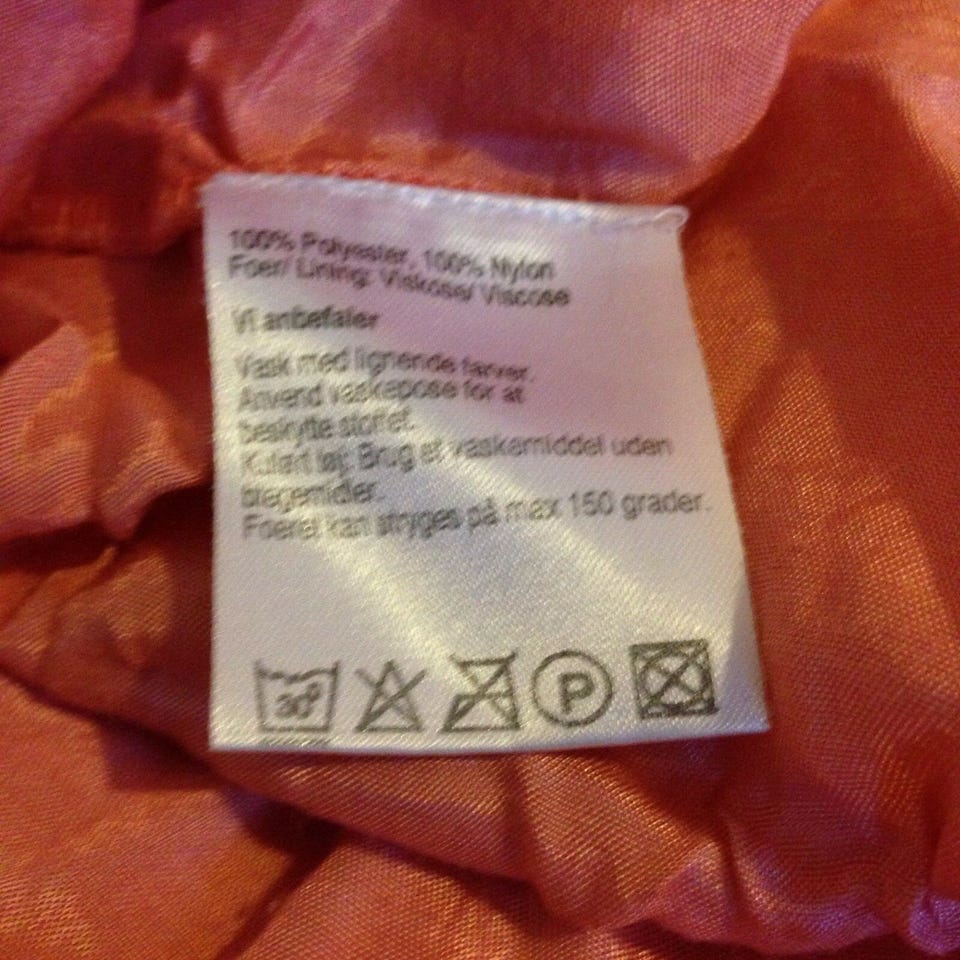 100% Polyester, 100% Nylon
Foer/ Lining: Viskose/ Viscose
Vi anbefaler
Vask med lignende farver.
Anvend vaskepose for at
beskytte stoffet.
Kulørt tøj: Brug et vaskemiddel uden
blegemidler.
Foeret kan stryges på max 150 grader.
30°
P